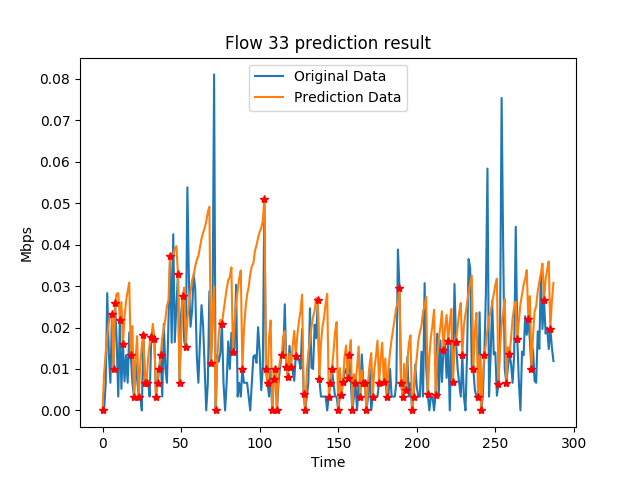 Flow 33 prediction result
Original Data
Prediction Data
0.08
0.07
0.06
0.05
0.04
0.03
0.02
0.01
0.00
Mbps
0 50 100 150 200 250 300
Time